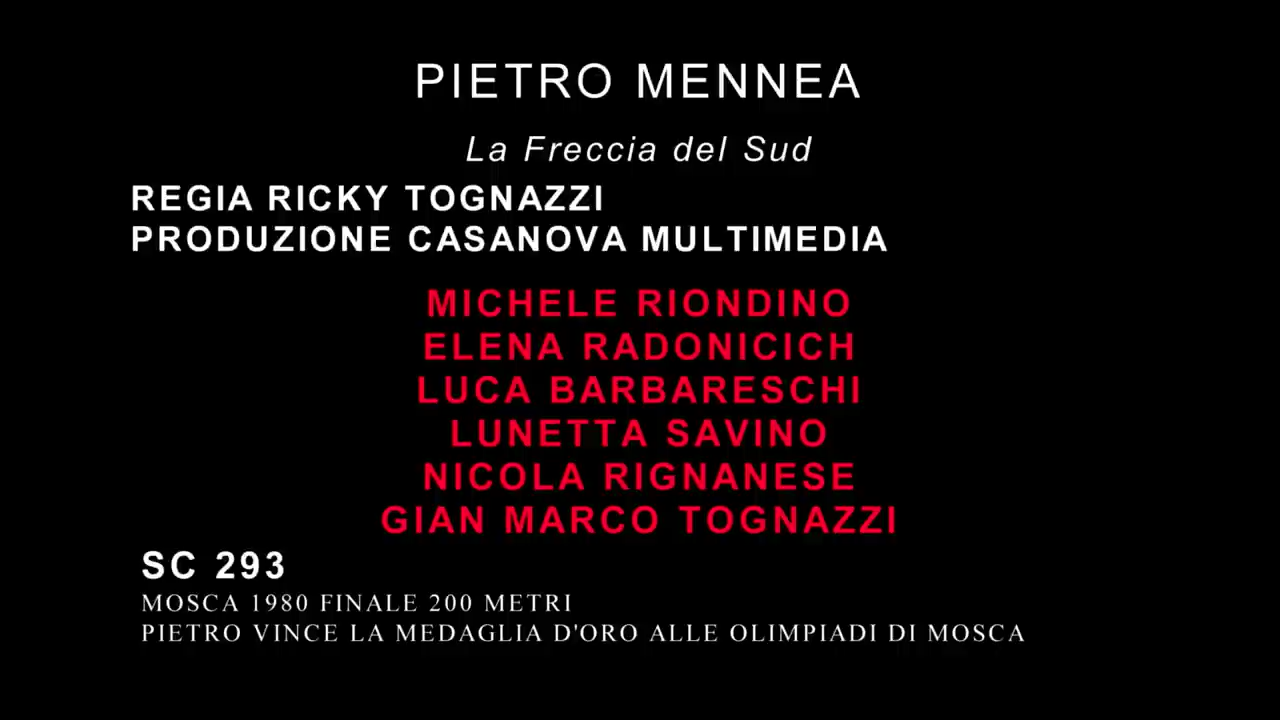 PIETRO MENNEA
La Freccia del Sud
REGIA RICKY TOGNAZZI
PRODUZIONE CASANOVA MULTIMEDIA
MICHELE RIONDINO
ELENA RADONICICH
LUCA BARBARESCHI
LUNETTA SAVINO
NICOLA RIGNANESE
GIAN MARCO TOGNAZZI
SC 293
MOSCA 1980 FINALE 200 METRI
PIETRO VINCE LA MEDAGLIA D'ORO ALLE OLIMPIADI DI MOSCA